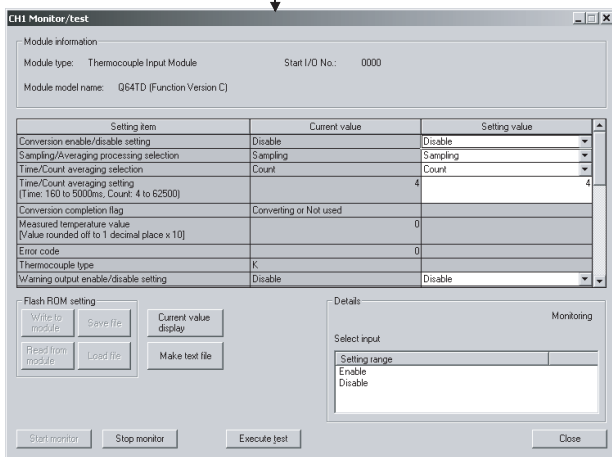 CH1 Monitor/test
Module information
Module type: Thermocouple Input Module Start I/O No.: 0000
Module model name: Q64TD (Function Version C)
Setting item Current value Setting value
Conversion enable/disable setting Disable Disable
Sampling/Averaging processing selection Sampling Sampling
Time/Count averaging selection Count Count
Time/Count averaging setting
(Time: 160 to 5000ms, Count: 4 to 62500) 4 4
Conversion completion flag Converting or Not used
Measured temperature value
[Value rounded off to 1 decimal place x 10] 0
Error code 0
Thermocouple type K
Warning output enable/disable setting Disable Disable
Flash ROM setting
Write to
module
Save file
Current value
display
Read from
module
Load file
Make text file
Details
Monitoring
Select input
Setting range
Enable
Disable
Start monitor Stop monitor Execute test Close